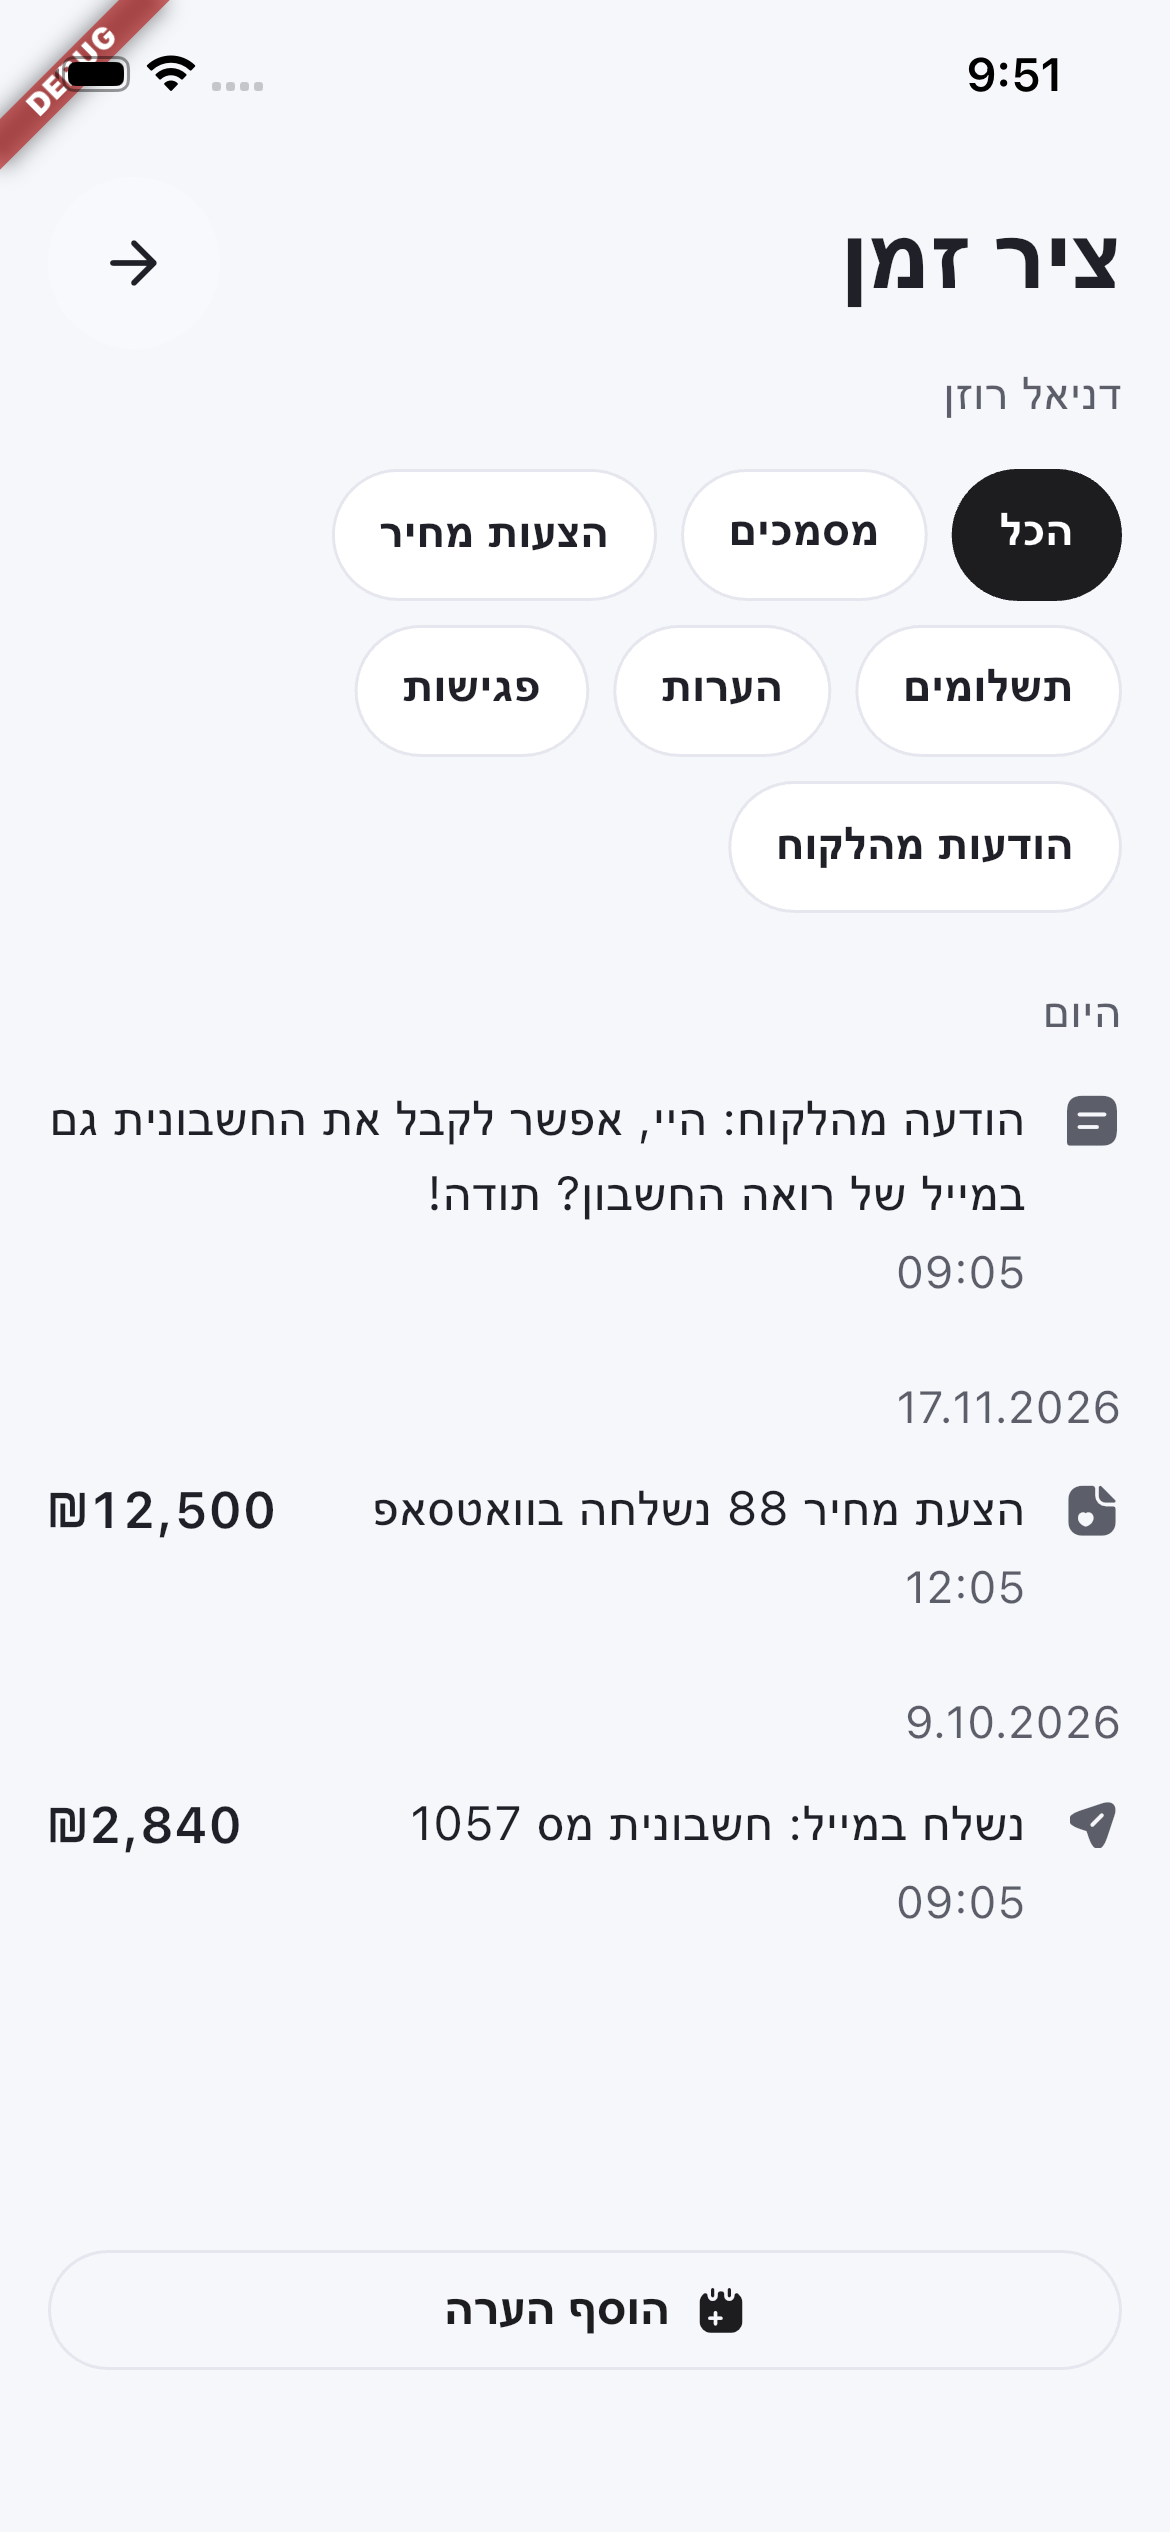 DEBUG
9:51
ציר זמן
דניאל רוזן
הכל
מסמכים
הצעות מחיר
תשלומים
הערות
פגישות
הודעות מהלקוח
היום
הודעה מהלקוח: היי, אפשר לקבל את החשבונית גם
במייל של רואה החשבון? תודה!
09:05
17.11.2026
הצעת מחיר 88 נשלחה בוואטסאפ
₪12,500
12:05
9.10.2026
נשלח במייל: חשבונית מס 1057
₪2,840
09:05
הוסף הערה